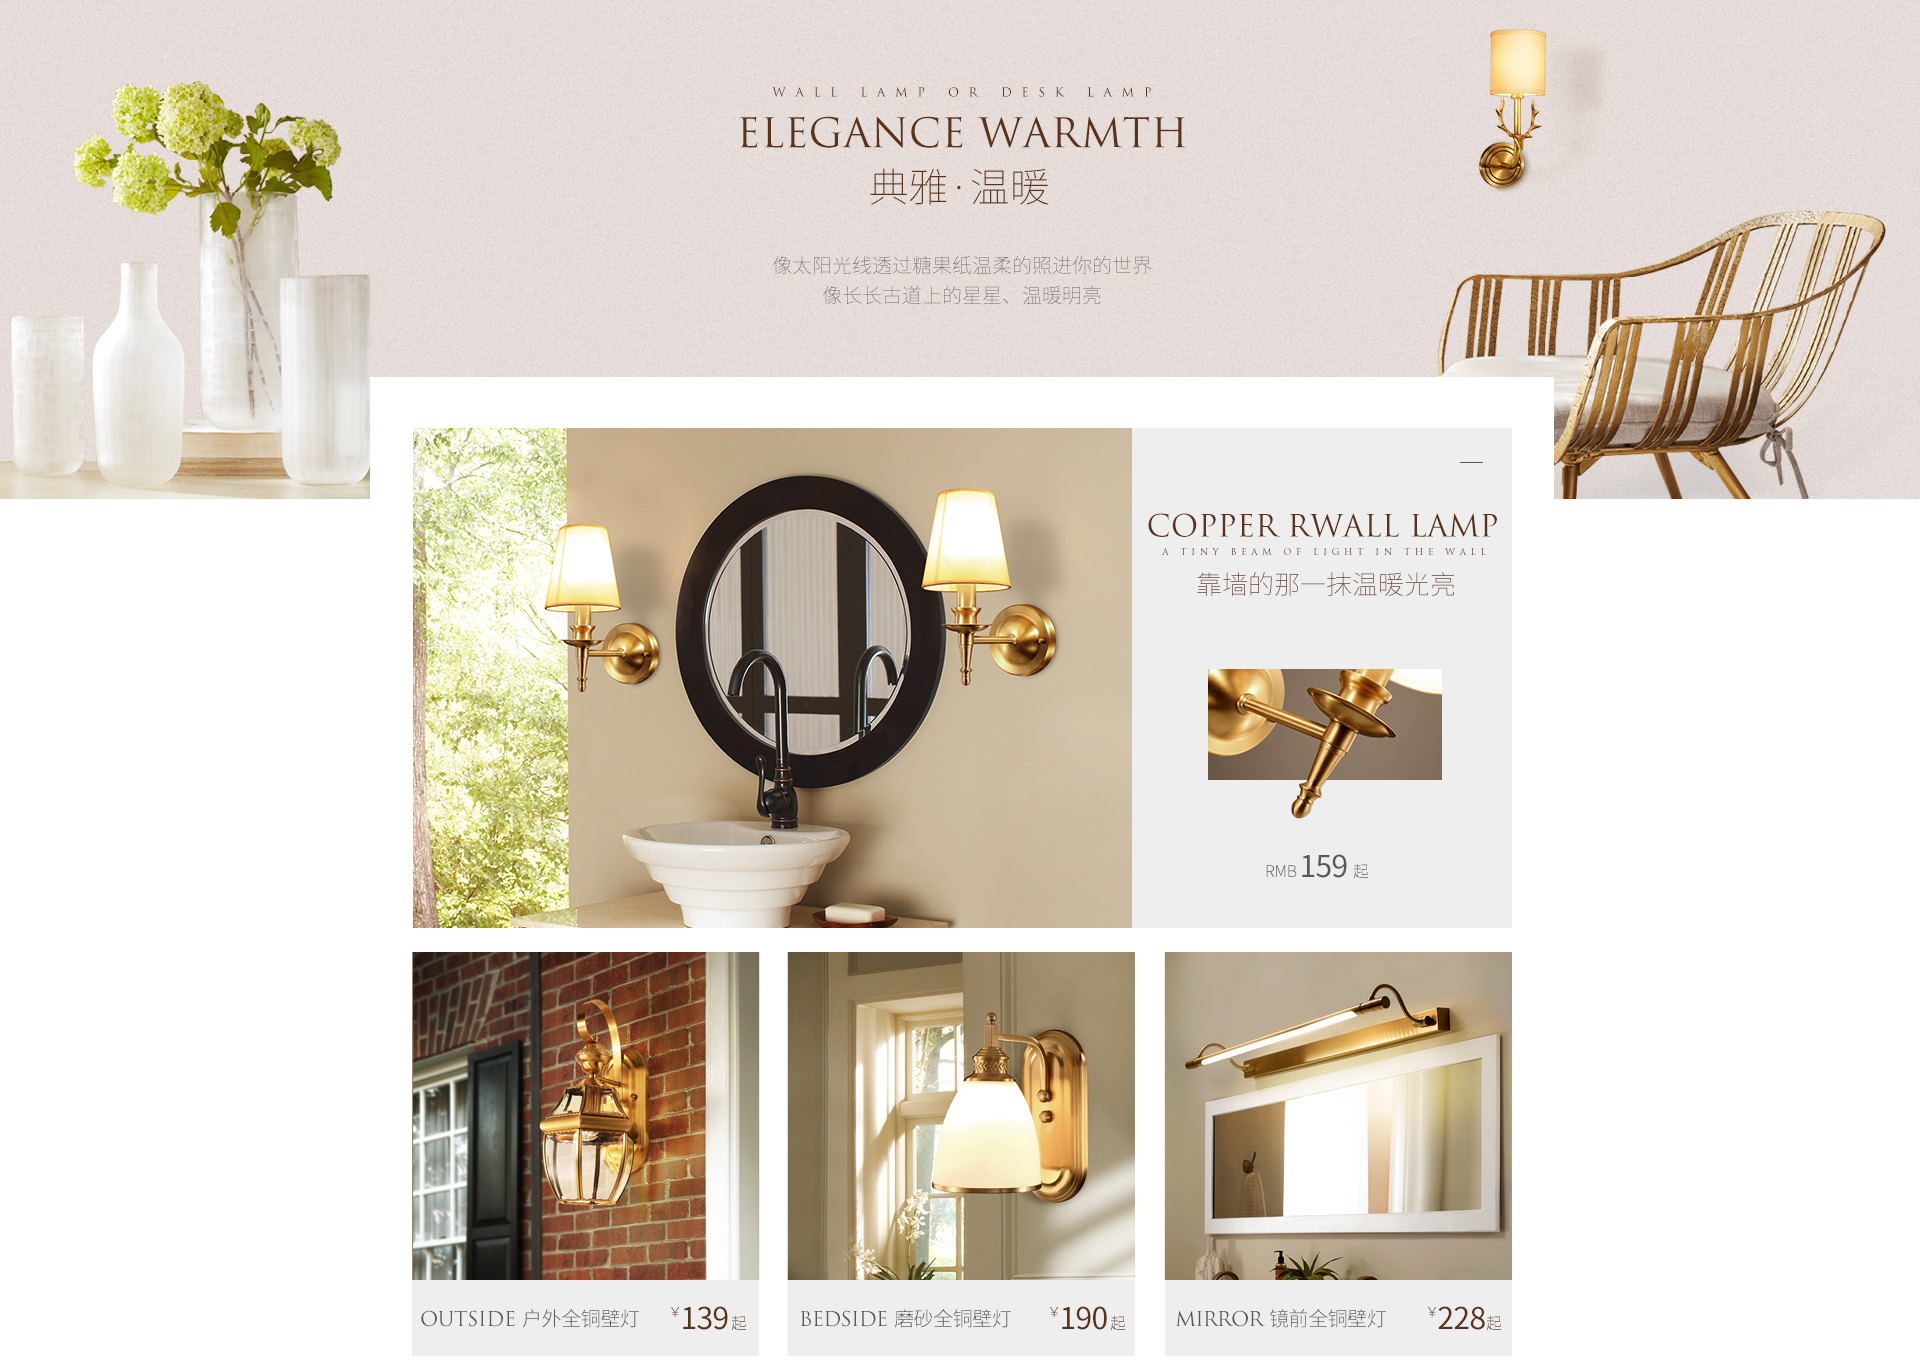 WALL LAMP OR DESK LAMP
ELEGANCE WARMTH
典雅·温暖
像太阳光线透过糖果纸温柔的照进你的世界
像长长古道上的星星、温暖明亮
COPPER RWALL LAMP
A TINY BEAM OF LIGHT IN THE WALL
靠墙的那一抹温暖光亮
RMB 159 起
OUTSIDE 户外全铜壁灯 ¥139起
BEDSIDE 磨砂全铜壁灯 ¥190起
MIRROR 镜前全铜壁灯 ¥228起